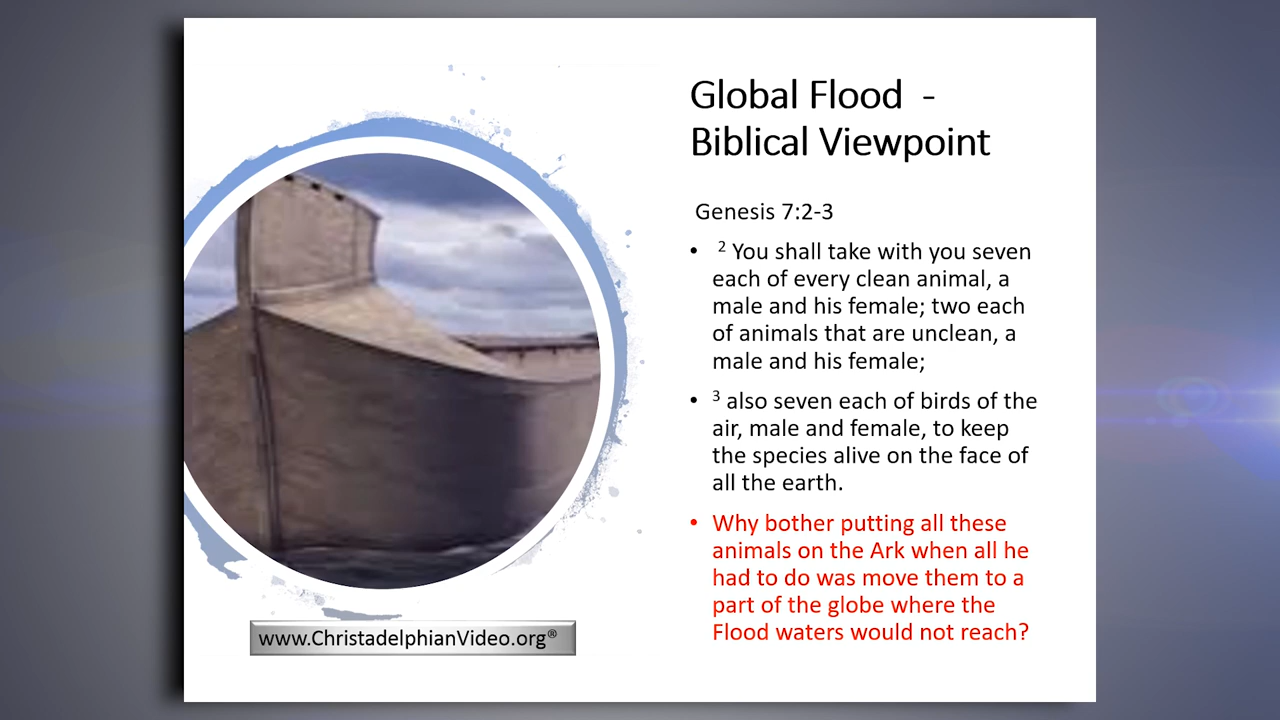 Global Flood  -
Biblical Viewpoint
Genesis 7:2-3
• 2 You shall take with you seven
each of every clean animal, a
male and his female; two each
of animals that are unclean, a
male and his female;
• 3 also seven each of birds of the
air, male and female, to keep
the species alive on the face of
all the earth.
• Why bother putting all these
animals on the Ark when all he
had to do was move them to a
part of the globe where the
Flood waters would not reach?
www.ChristadelphianVideo.org®